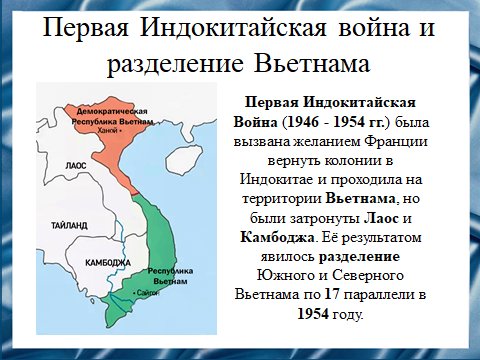 Первая Индокитайская война и
разделение Вьетнама
Демократическая
Республика Вьетнам
Ханой
ЛАОС
ТАИЛАНД
КАМБОДЖА
Республика
Вьетнам
Сайгон
Первая Индокитайская
Война (1946 - 1954 гг.) была
вызвана желанием Франции
вернуть колонии в
Индокитае и проходила на
территории Вьетнама, но
были затронуты Лаос и
Камбоджа. Её результатом
явилось разделение
Южного и Северного
Вьетнама по 17 параллели в
1954 году.